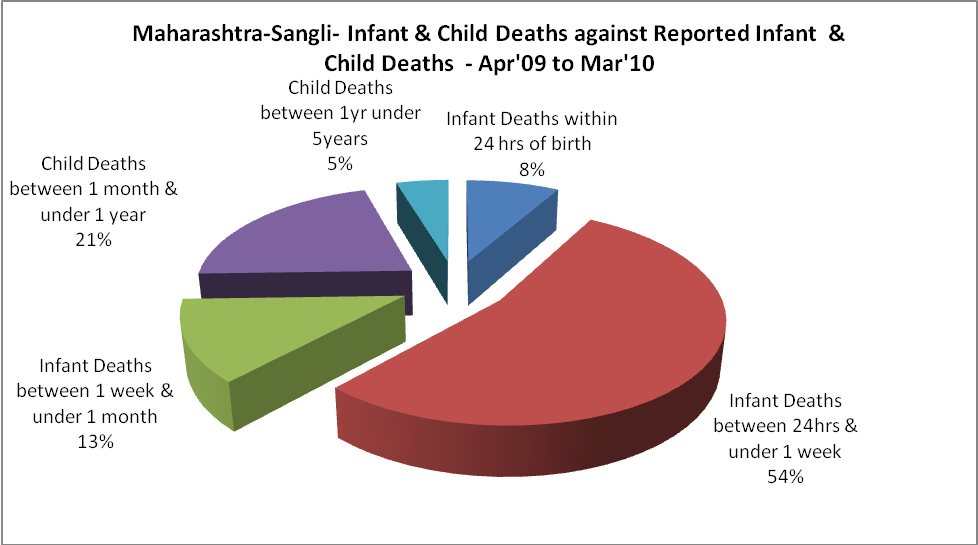 Maharashtra-Sangli- Infant & Child Deaths against Reported Infant &
Child Deaths - Apr'09 to Mar'10
Child Deaths
between 1yr under
5years
5%
Infant Deaths within
24 hrs of birth
8%
Child Deaths
between 1 month &
under 1 year
21%
Infant Deaths
between 1 week &
under 1 month
13%
Infant Deaths
between 24hrs &
under 1 week
54%